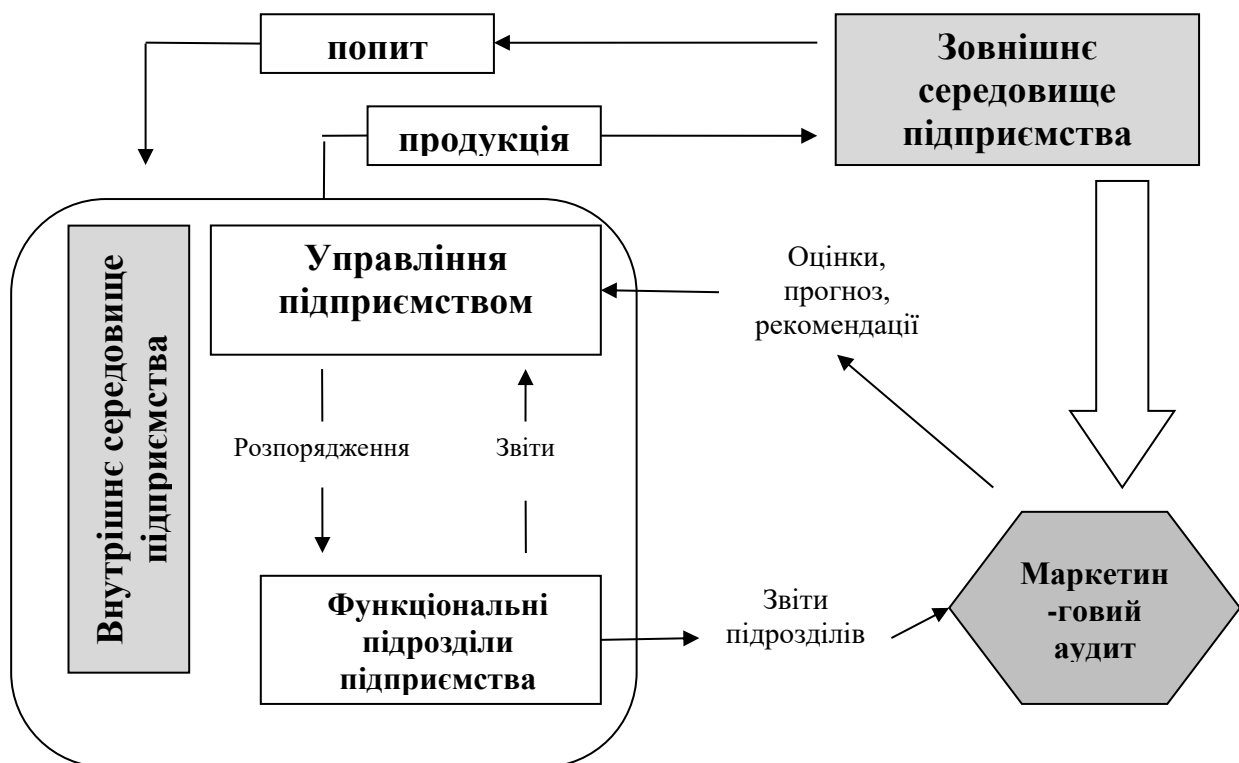 попит
Зовнішнє
середовище
підприємства
продукція
Внутрішнє середовище
підприємства
Управління
підприємством
Оцінки,
прогноз,
рекомендації
Розпорядження
Звіти
Функціональні
підрозділи
підприємства
Звіти
підрозділів
Маркетин
-говий
аудит